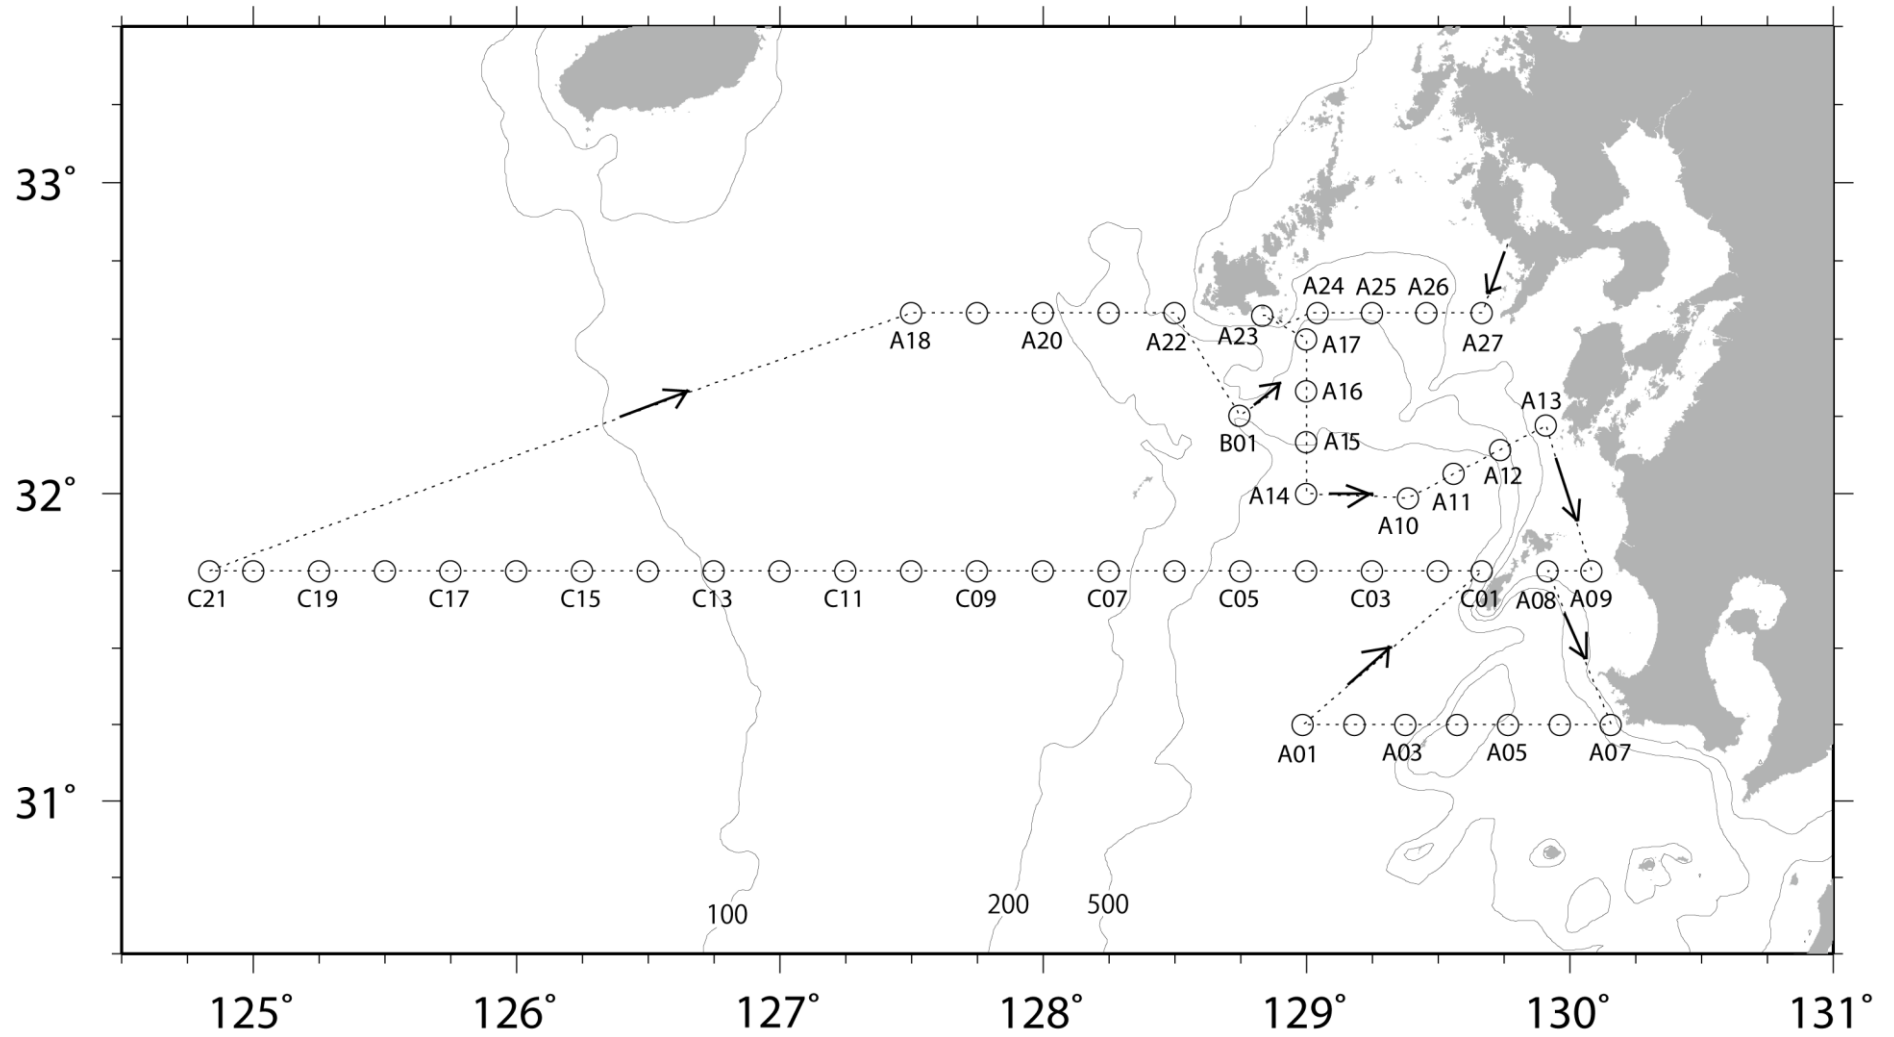 33°
32°
31°
A24 A25 A26
A18 A20 A22 A23 A17 A27
A16
A13
B01 A15
A14 A12
A11
A10
C21 C19 C17 C15 C13 C11 C09 C07 C05 C03 C01 A08 A09
A01 A03 A05 A07
100 200 500
125° 126° 127° 128° 129° 130° 131°